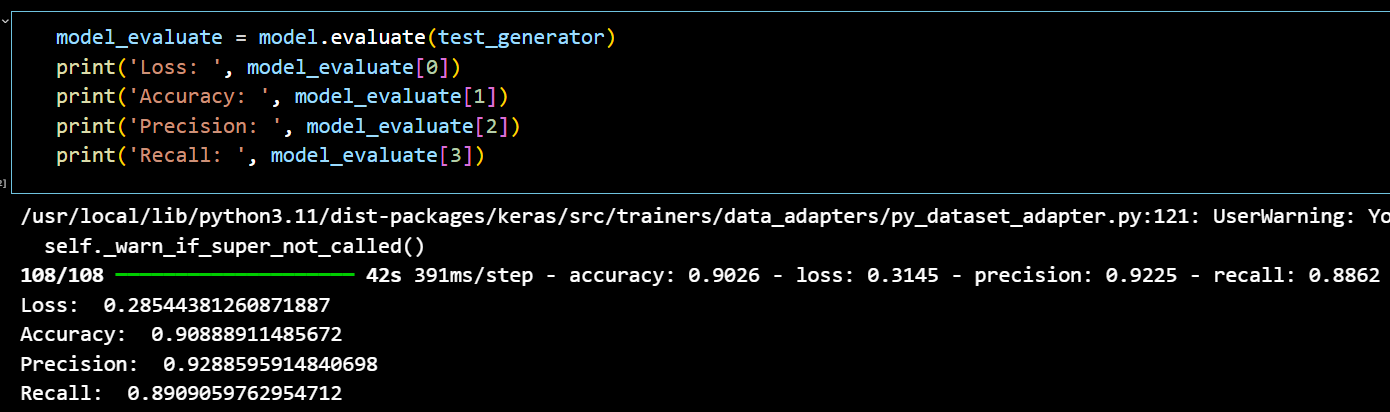 model_evaluate = model.evaluate(test_generator)
print('Loss: ', model_evaluate[0])
print('Accuracy: ', model_evaluate[1])
print('Precision: ', model_evaluate[2])
print('Recall: ', model_evaluate[3])
/usr/local/lib/python3.11/dist-packages/keras/src/trainers/data_adapters/py_dataset_adapter.py:121: UserWarning: Yo
self._warn_if_super_not_called()
108/108 ━━━━━━━━━━━━━━━━━━━━ 42s 391ms/step - accuracy: 0.9026 - loss: 0.3145 - precision: 0.9225 - recall: 0.8862
Loss:  0.28544381260871887
Accuracy:  0.90888911485672
Precision:  0.9288595914840698
Recall:  0.8909059762954712